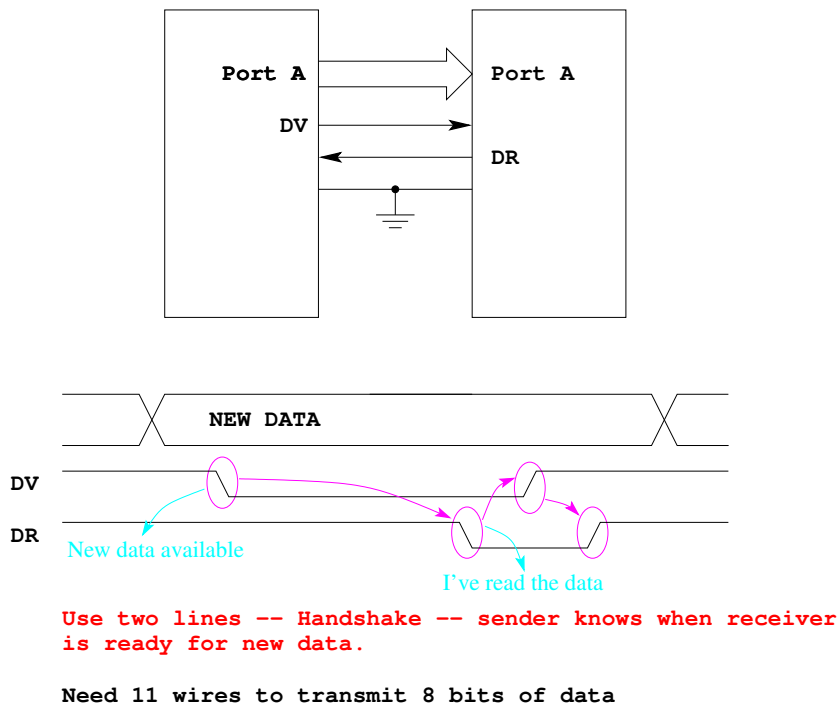 Port A
Port A
DV
DR
NEW DATA
DV
DR
New data available
I've read the data
Use two lines -- Handshake -- sender knows when receiver
is ready for new data.
Need 11 wires to transmit 8 bits of data